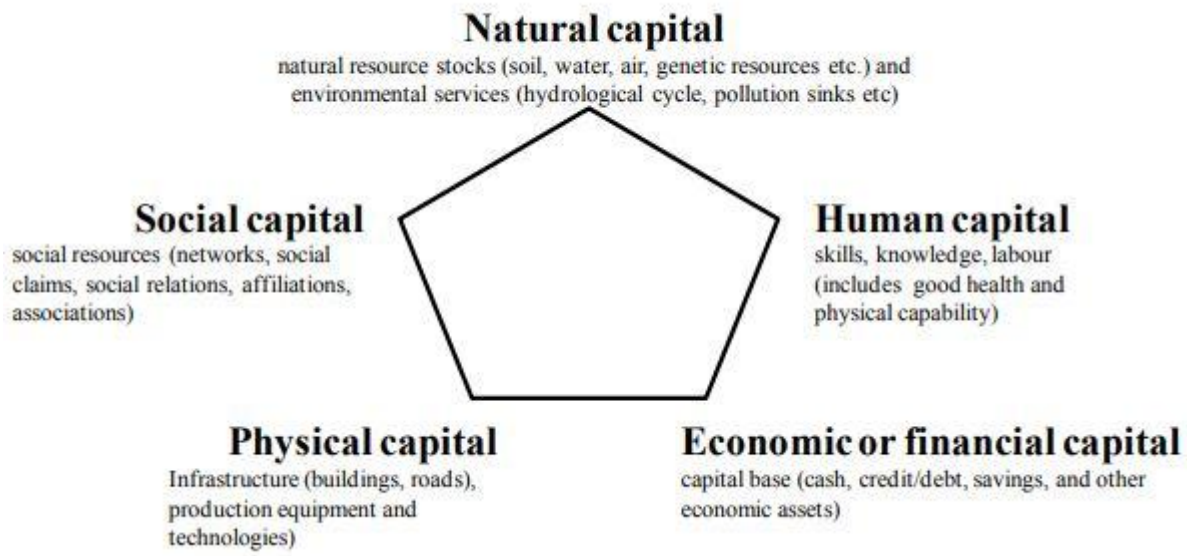 Natural capital
natural resource stocks (soil, water, air, genetic resources etc.) and
environmental services (hydrological cycle, pollution sinks etc)
Social capital
social resources (networks, social
claims, social relations, affiliations,
associations)
Human capital
skills, knowledge, labour
(includes good health and
physical capability)
Physical capital
Infrastructure (buildings, roads),
production equipment and
technologies)
Economic or financial capital
capital base (cash, credit/debt, savings, and other
economic assets)